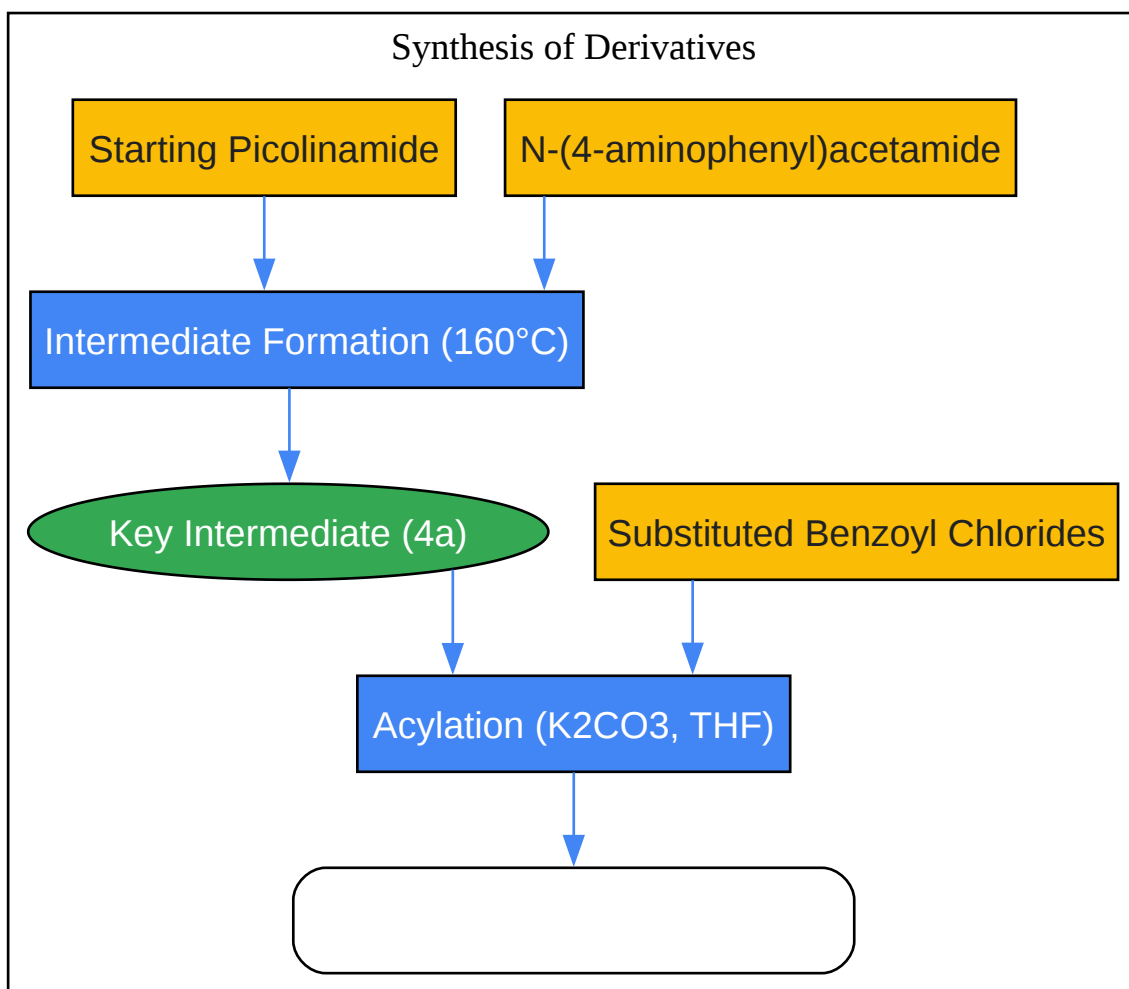 Synthesis of Derivatives
Starting Picolinamide
N-(4-aminophenyl)acetamide
Intermediate Formation (160°C)
Key Intermediate (4a)
Substituted Benzoyl Chlorides
Acylation (K2CO3, THF)